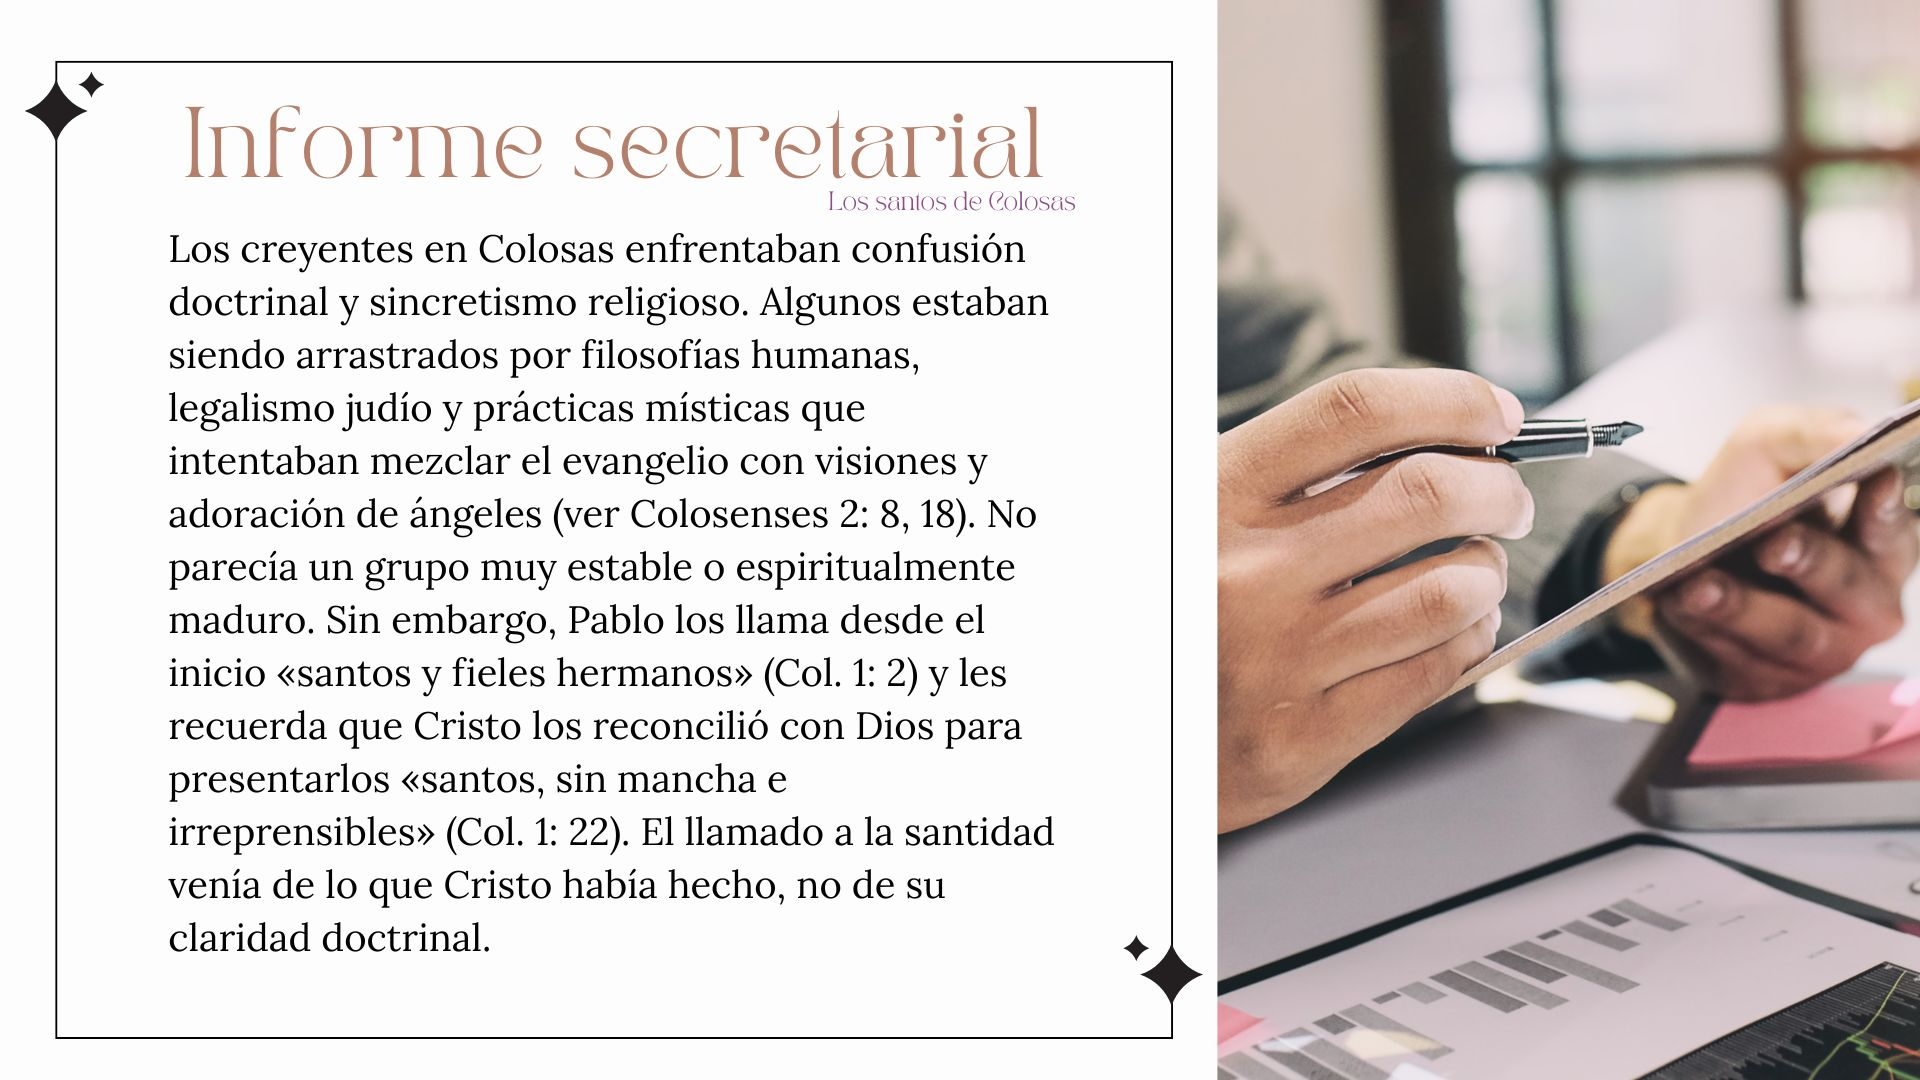 Informe secretarial
Los santos de Colosas
Los creyentes en Colosas enfrentaban confusión
doctrinal y sincretismo religioso. Algunos estaban
siendo arrastrados por filosofías humanas,
legalismo judío y prácticas místicas que
intentaban mezclar el evangelio con visiones y
adoración de ángeles (ver Colosenses 2: 8, 18). No
parecía un grupo muy estable o espiritualmente
maduro. Sin embargo, Pablo los llama desde el
inicio «santos y fieles hermanos» (Col. 1: 2) y les
recuerda que Cristo los reconcilió con Dios para
presentarlos «santos, sin mancha e
irreprensibles» (Col. 1: 22). El llamado a la santidad
venía de lo que Cristo había hecho, no de su
claridad doctrinal.